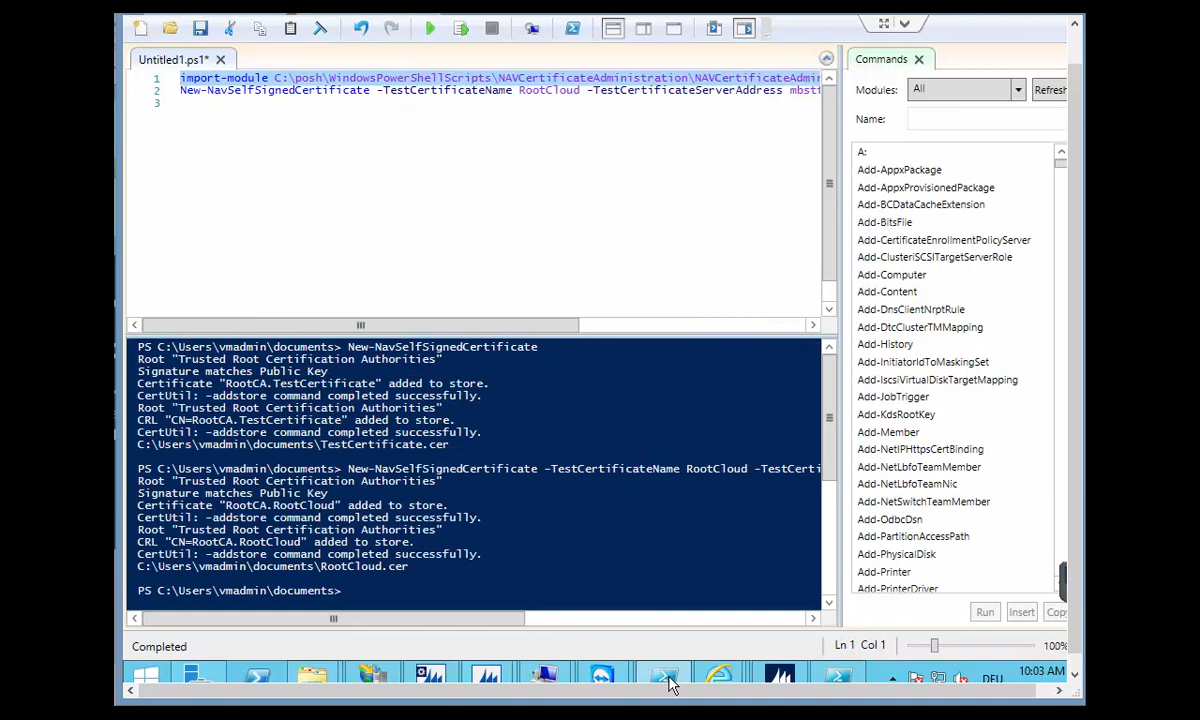 Untitled1.ps1*
1 import-module C:\posh\WindowsPowerShellScripts\NAVCertificateAdministration\NAVCertificateAdmin
2 New-NavSelfSignedCertificate -TestCertificateName RootCloud -TestCertificateServerAddress mbst
3
PS C:\Users\vmadmin\documents> New-NavSelfSignedCertificate
Root "Trusted Root Certification Authorities"
Signature matches Public Key
Certificate "RootCA.TestCertificate" added to store.
CertUtil: -addstore command completed successfully.
Root "Trusted Root Certification Authorities"
CRL "CN=RootCA.TestCertificate" added to store.
CertUtil: -addstore command completed successfully.
C:\Users\vmadmin\documents\TestCertificate.cer
PS C:\Users\vmadmin\documents> New-NavSelfSignedCertificate -TestCertificateName RootCloud -TestCerti
Root "Trusted Root Certification Authorities"
Signature matches Public Key
Certificate "RootCA.RootCloud" added to store.
CertUtil: -addstore command completed successfully.
Root "Trusted Root Certification Authorities"
CRL "CN=RootCA.RootCloud" added to store.
CertUtil: -addstore command completed successfully.
C:\Users\vmadmin\documents\RootCloud.cer
PS C:\Users\vmadmin\documents>
Commands
Modules: All Refresh
Name:
A:
Add-AppxPackage
Add-AppxProvisionedPackage
Add-BCDataCacheExtension
Add-BitsFile
Add-CertificateEnrollmentPolicyServer
Add-ClusteriSCSITargetServerRole
Add-Computer
Add-Content
Add-DnsClientNrptRule
Add-DtcClusterTMMapping
Add-History
Add-InitiatorIdToMaskingSet
Add-IscsiVirtualDiskTargetMapping
Add-JobTrigger
Add-KdsRootKey
Add-Member
Add-NetIPHttpsCertBinding
Add-NetLbfoTeamMember
Add-NetLbfoTeamNic
Add-NetSwitchTeamMember
Add-OdbcDsn
Add-PartitionAccessPath
Add-PhysicalDisk
Add-Printer
Add-PrinterDriver
Run Insert Copy
Completed Ln 1 Col 1 100%
DEU 10:03 AM